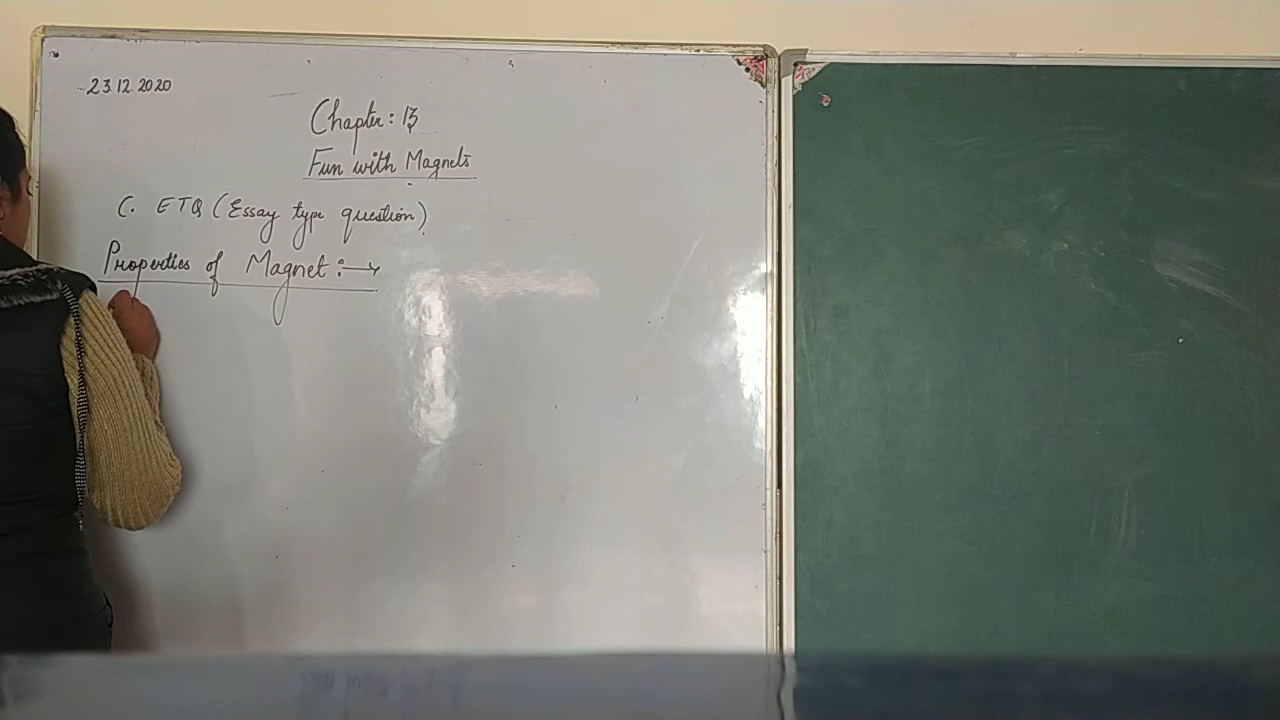 23.12.2020
Chapter: 13
Fun with Magnets
C. ETQ (Essay type question)
Properties of Magnet :→